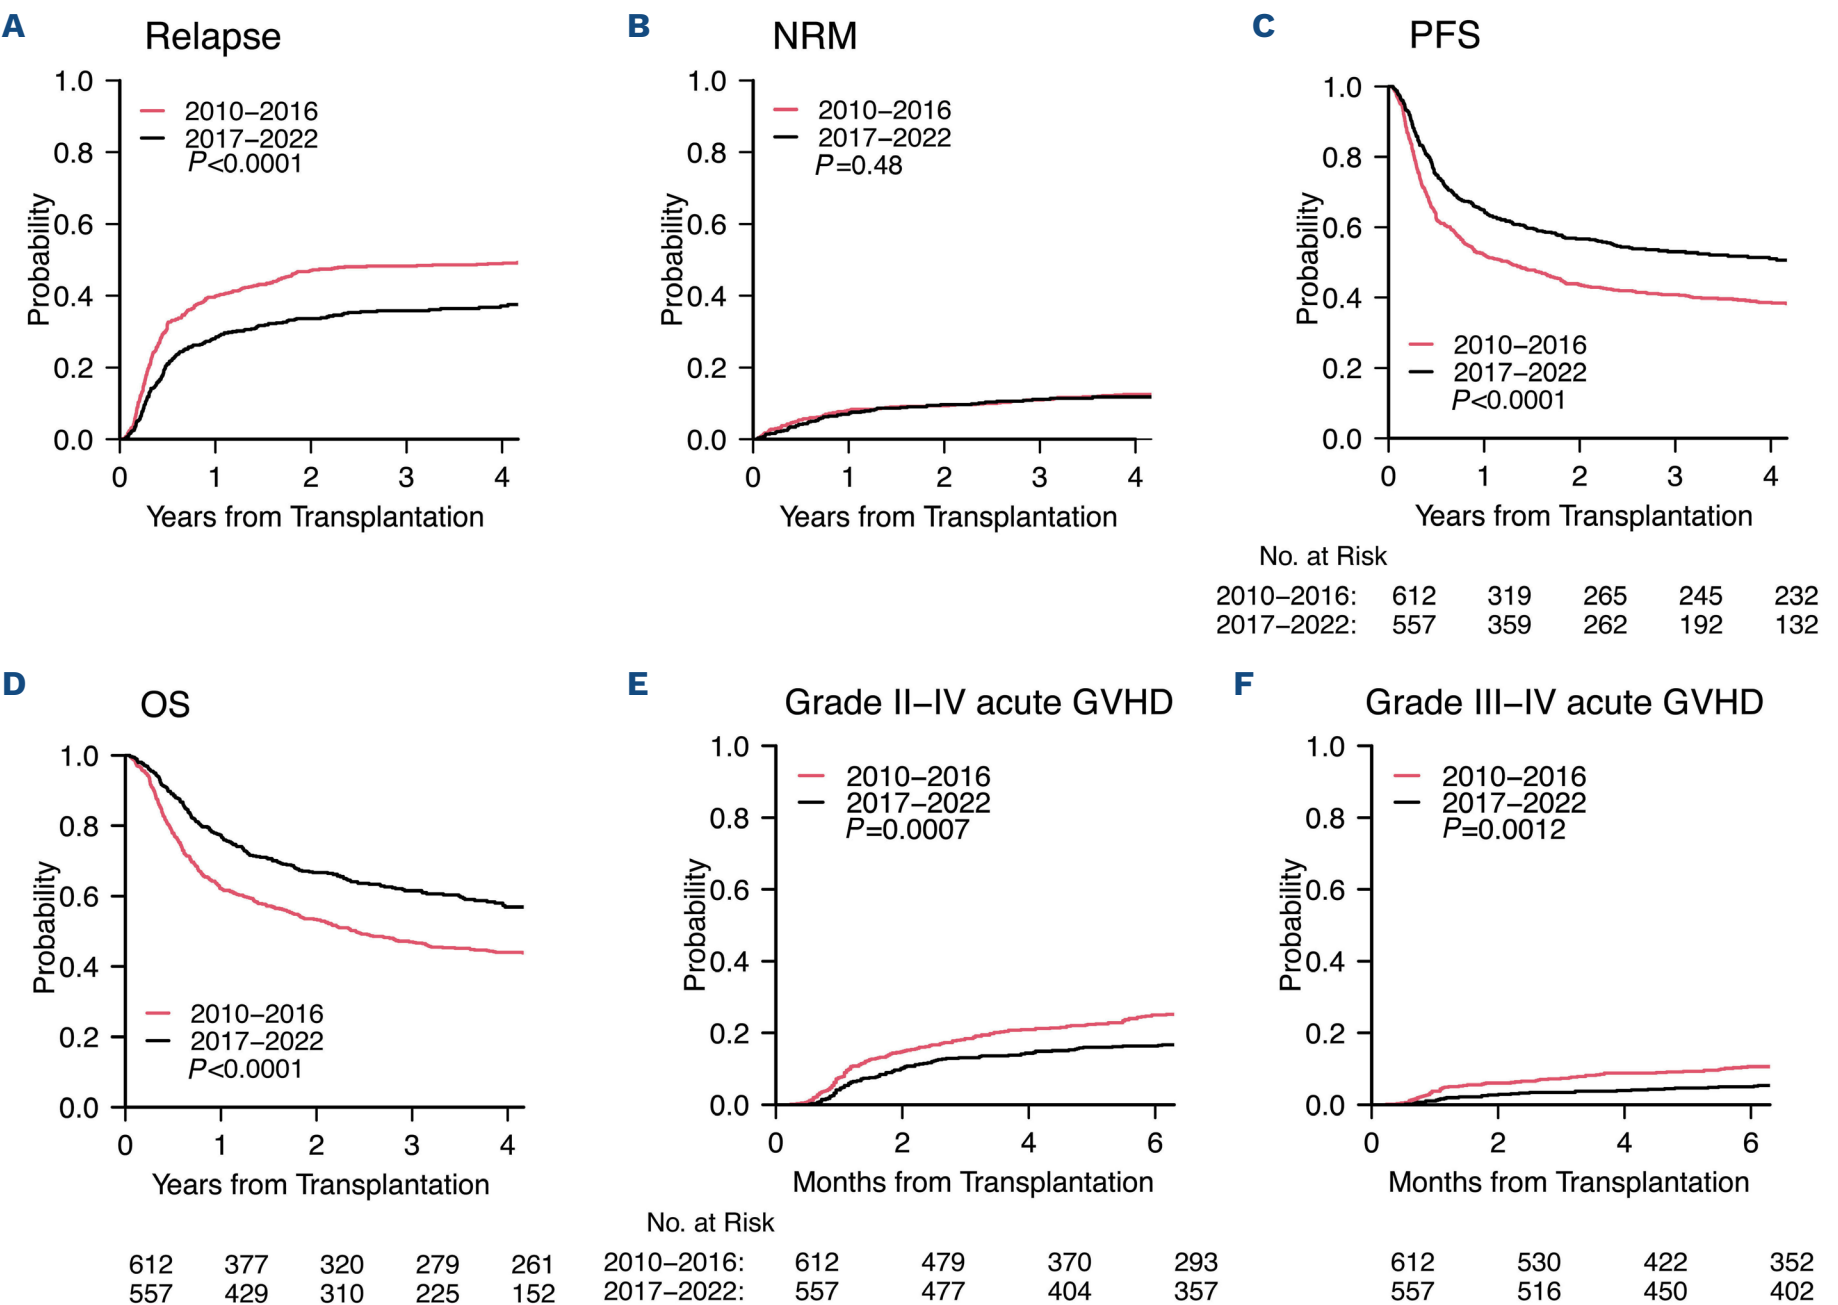 A
Relapse
1.0
0.8
0.6
0.4
0.2
0.0
Probability
2010–2016
2017–2022
P<0.0001
0 1 2 3 4
Years from Transplantation
B
NRM
1.0
0.8
0.6
0.4
0.2
0.0
Probability
2010–2016
2017–2022
P=0.48
0 1 2 3 4
Years from Transplantation
C
PFS
1.0
0.8
0.6
0.4
0.2
0.0
Probability
2010–2016
2017–2022
P<0.0001
0 1 2 3 4
Years from Transplantation
No. at Risk
2010–2016: 612 319 265 245 232
2017–2022: 557 359 262 192 132
D
OS
1.0
0.8
0.6
0.4
0.2
0.0
Probability
2010–2016
2017–2022
P<0.0001
0 1 2 3 4
Years from Transplantation
612 377 320 279 261
557 429 310 225 152
E
Grade II–IV acute GVHD
1.0
0.8
0.6
0.4
0.2
0.0
Probability
2010–2016
2017–2022
P=0.0007
0 2 4 6
Months from Transplantation
No. at Risk
2010–2016: 612 479 370 293
2017–2022: 557 477 404 357
F
Grade III–IV acute GVHD
1.0
0.8
0.6
0.4
0.2
0.0
Probability
2010–2016
2017–2022
P=0.0012
0 2 4 6
Months from Transplantation
612 530 422 352
557 516 450 402